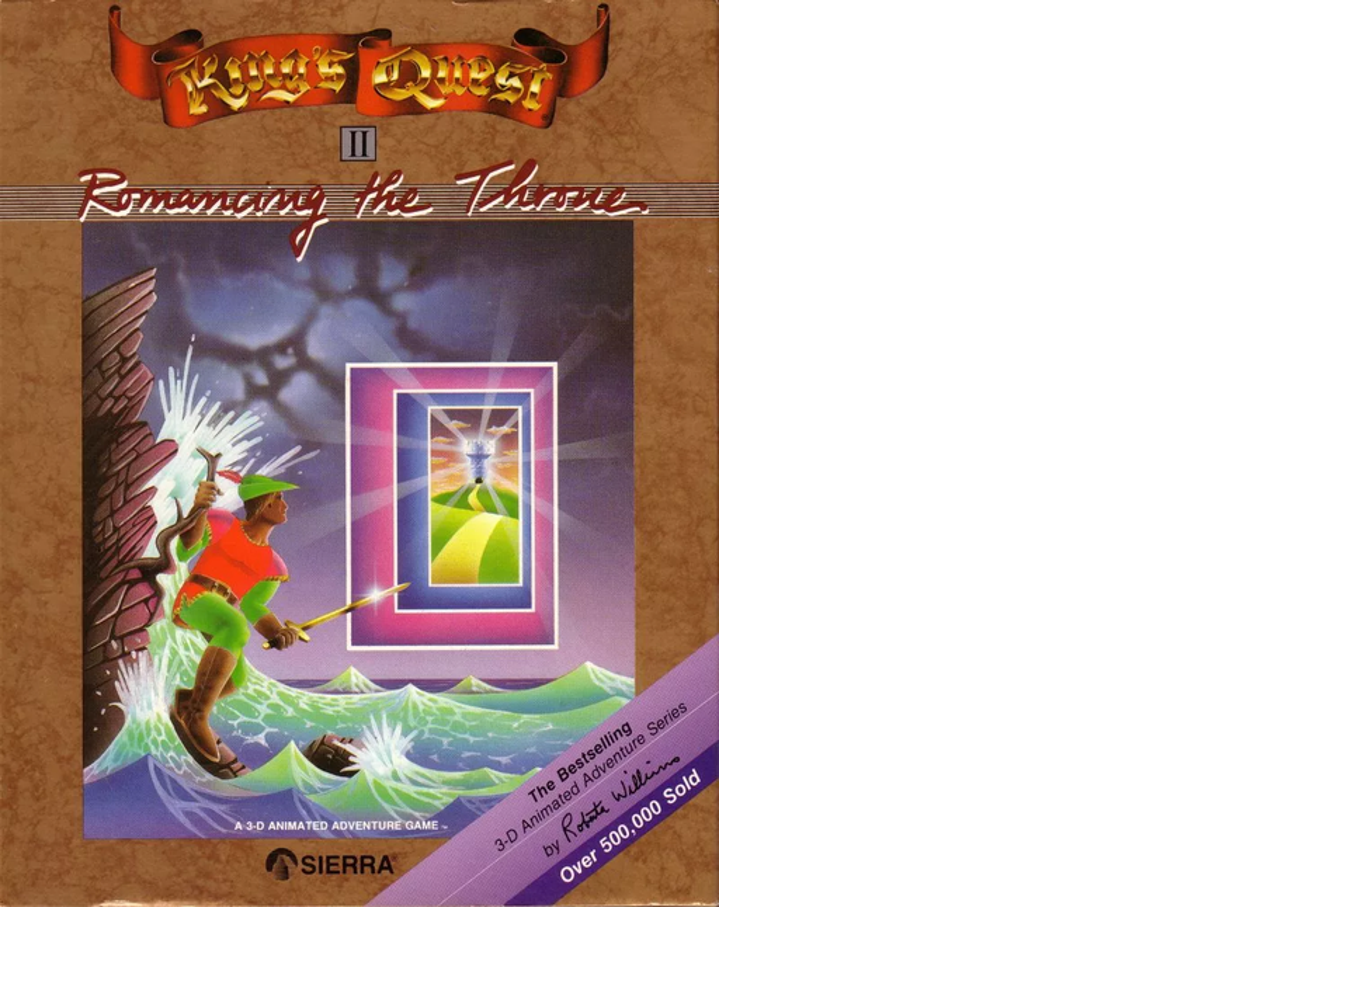 King's Quest
II
Romancing the Throne
A 3-D ANIMATED ADVENTURE GAME™
SIERRA®
The Bestselling
3-D Animated Adventure Series
by Roberta Williams
Over 500,000 Sold